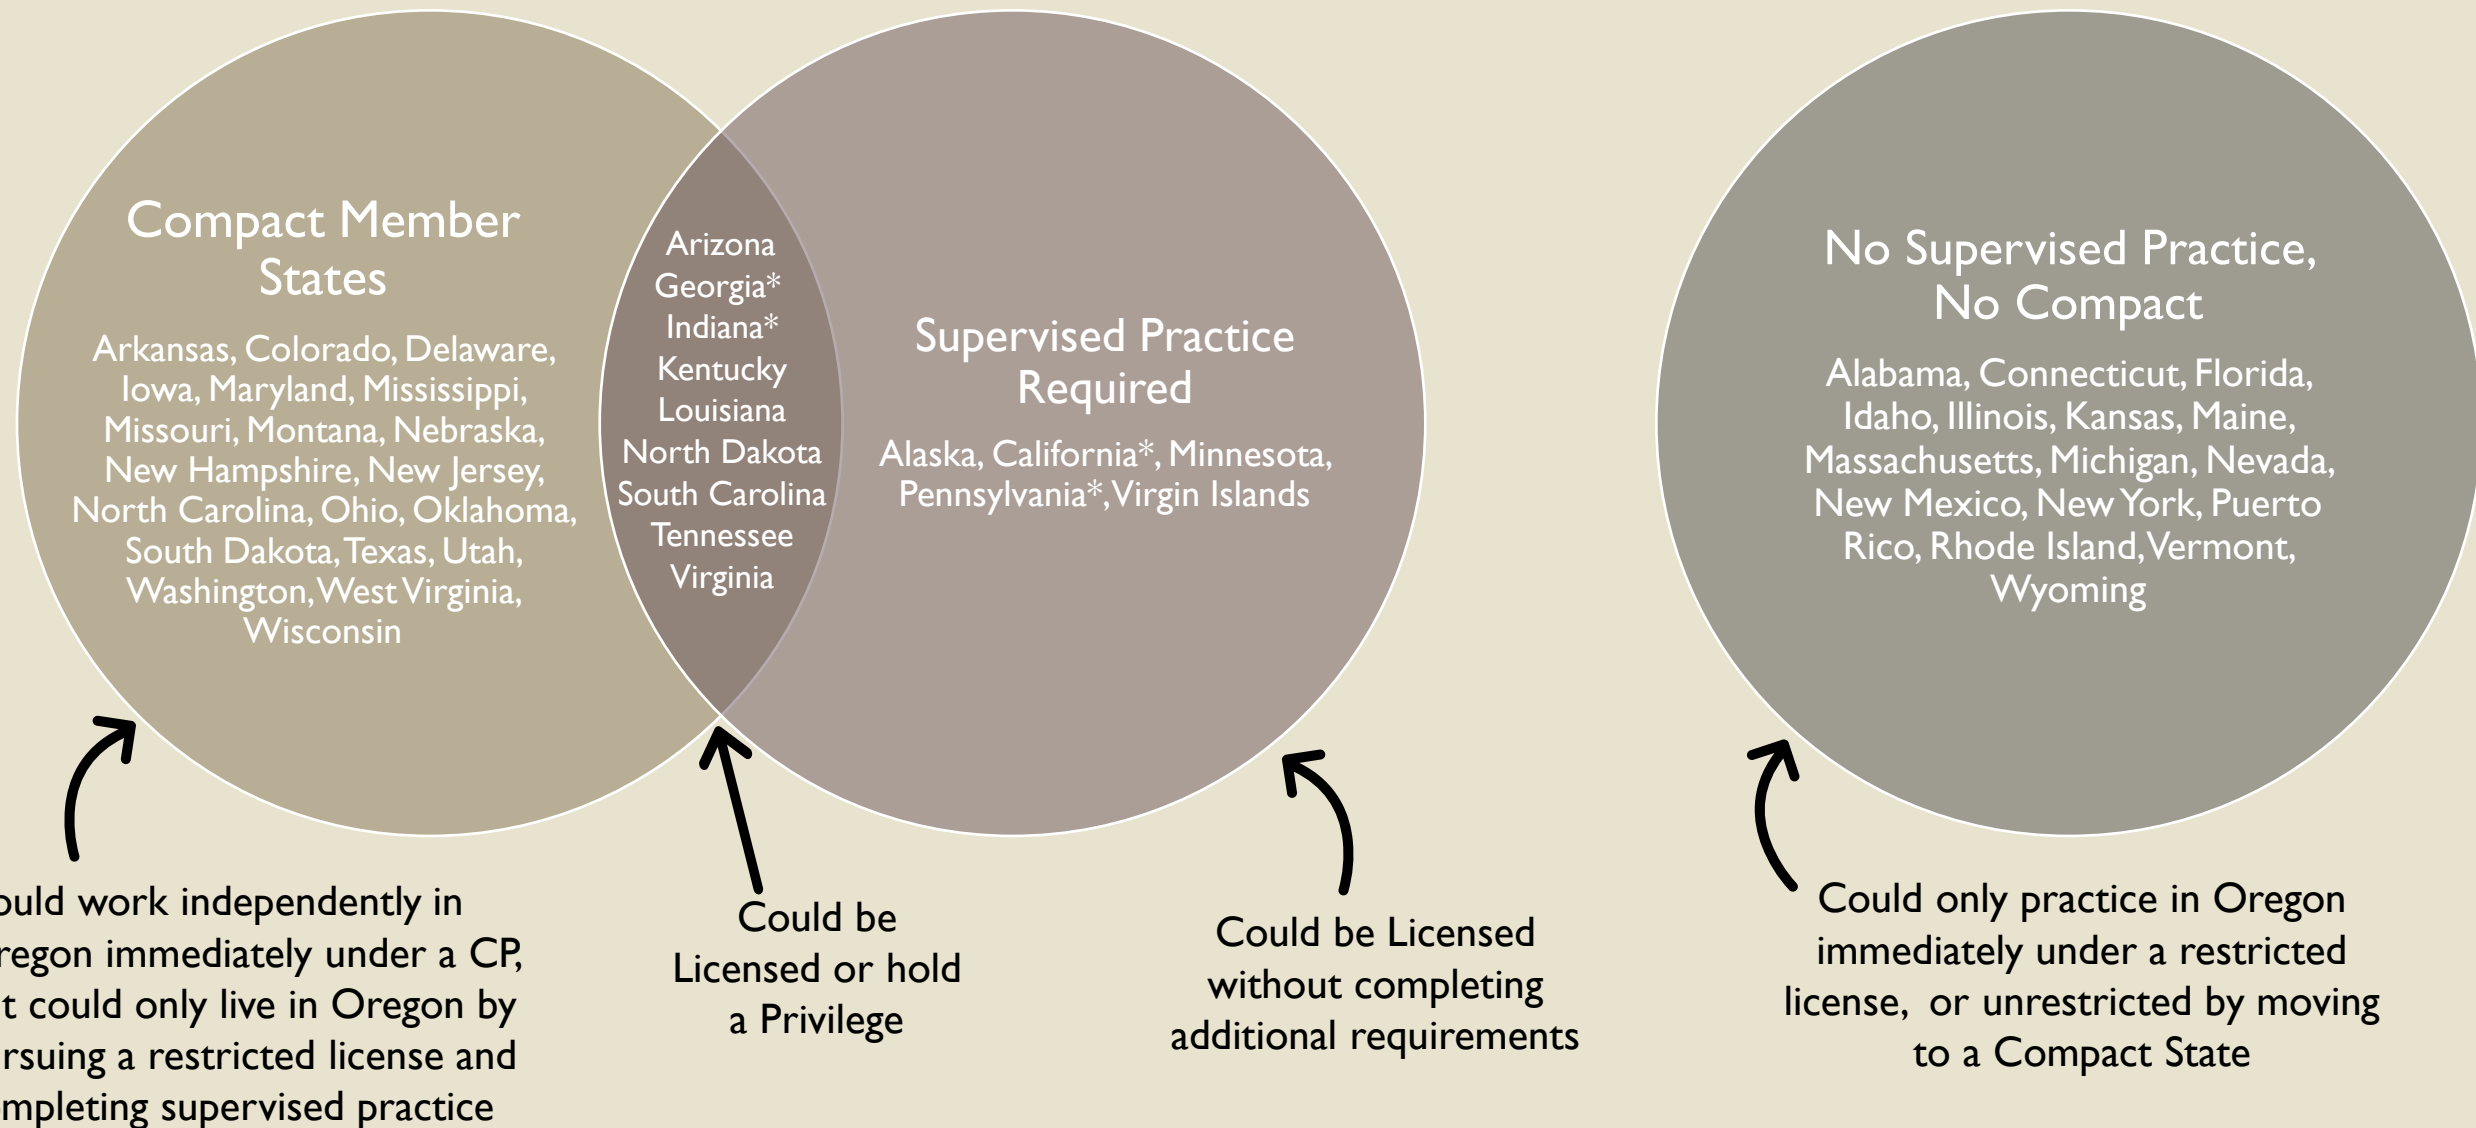 Compact Member
States
Arkansas, Colorado, Delaware,
Iowa, Maryland, Mississippi,
Missouri, Montana, Nebraska,
New Hampshire, New Jersey,
North Carolina, Ohio, Oklahoma,
South Dakota, Texas, Utah,
Washington, West Virginia,
Wisconsin
Arizona
Georgia*
Indiana*
Kentucky
Louisiana
North Dakota
South Carolina
Tennessee
Virginia
Supervised Practice
Required
Alaska, California*, Minnesota,
Pennsylvania*, Virgin Islands
No Supervised Practice,
No Compact
Alabama, Connecticut, Florida,
Idaho, Illinois, Kansas, Maine,
Massachusetts, Michigan, Nevada,
New Mexico, New York, Puerto
Rico, Rhode Island, Vermont,
Wyoming
ould work independently in
regon immediately under a CP,
t could only live in Oregon by
rsuing a restricted license and
mpleting supervised practice
Could be
Licensed or hold
a Privilege
Could be Licensed
without completing
additional requirements
Could only practice in Oregon
immediately under a restricted
license, or unrestricted by moving
to a Compact State